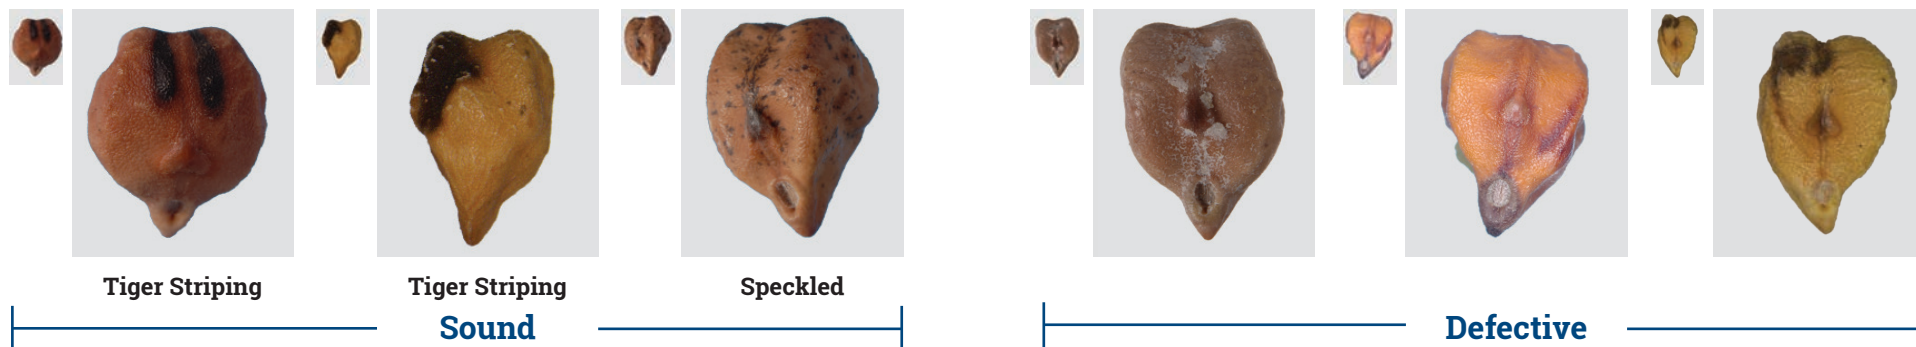 Tiger Striping
Tiger Striping
Speckled
Sound
Defective